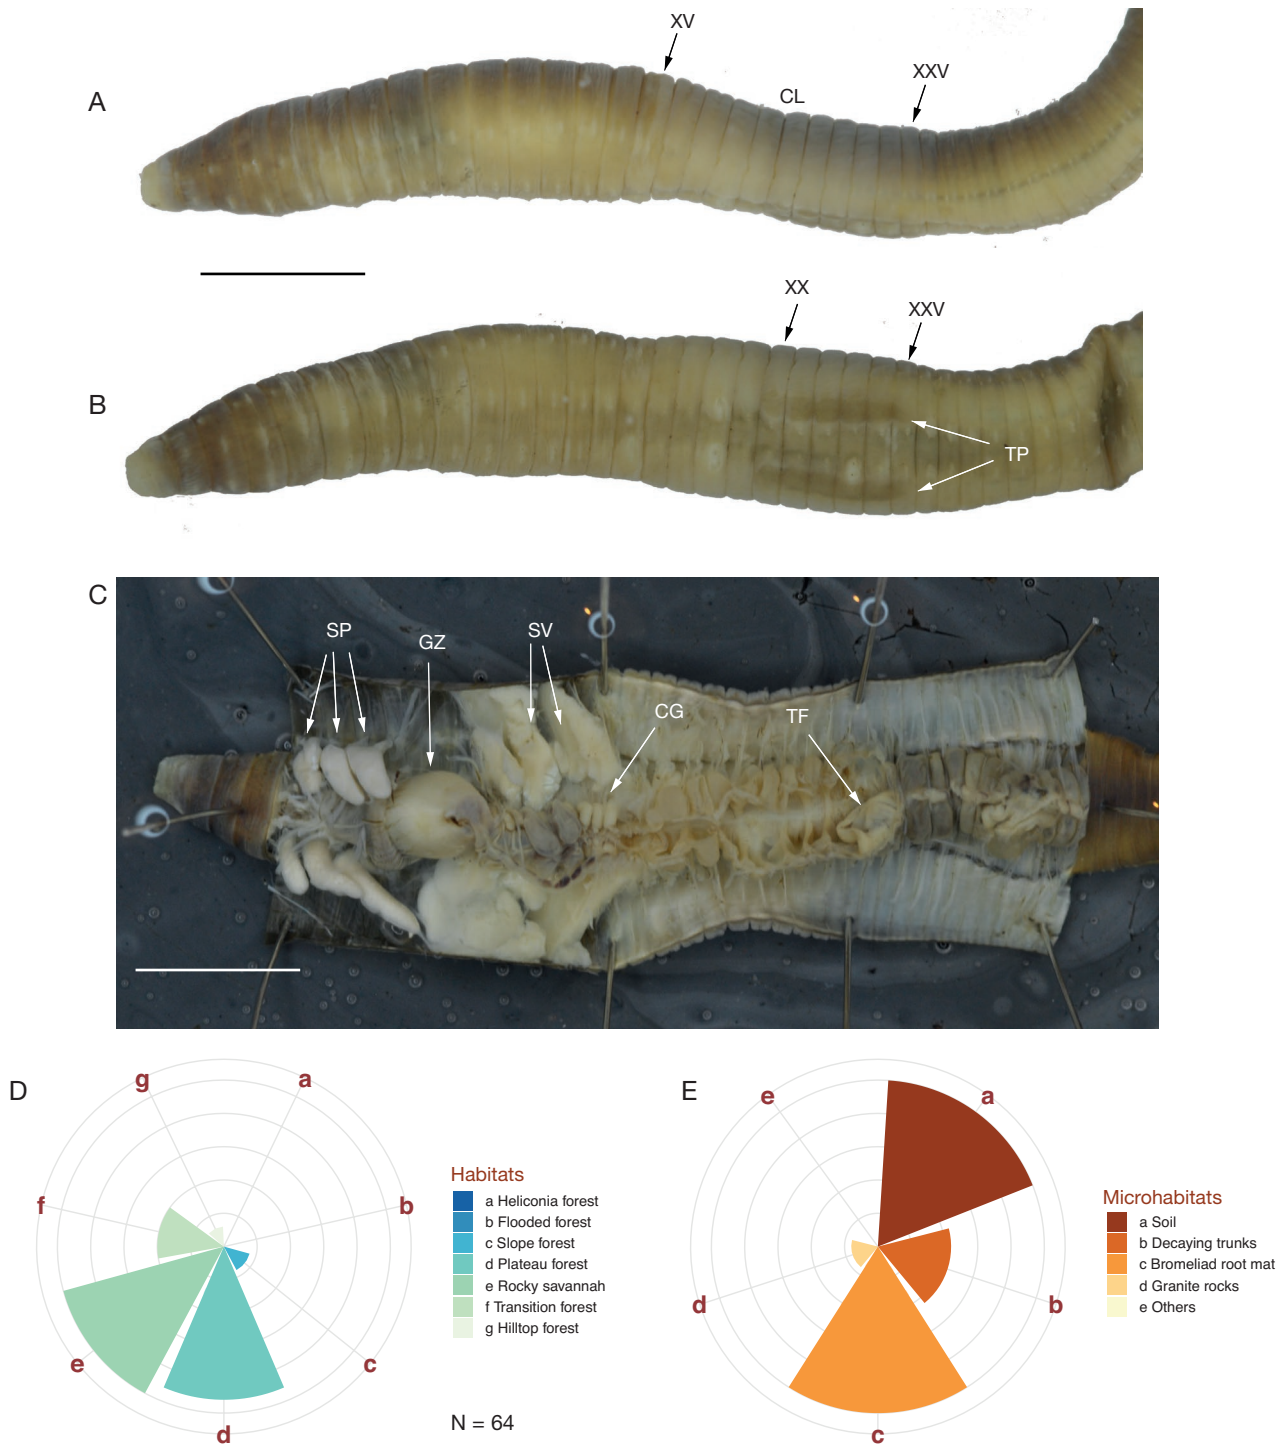 A
XV
CL
XXV
B
XX
XXV
TP
C
SP
GZ
SV
CG
TF
D
g
a
f
b
e
c
d
Habitats
a Heliconia forest
b Flooded forest
c Slope forest
d Plateau forest
e Rocky savannah
f Transition forest
g Hilltop forest
N = 64
E
e
a
d
b
c
Microhabitats
a Soil
b Decaying trunks
c Bromeliad root mat
d Granite rocks
e Others